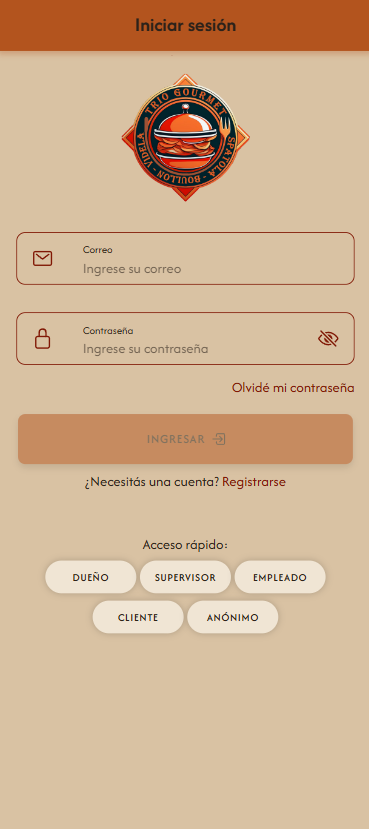 Iniciar sesión
TRIO GOURMET
SPATOLA - BOULLON - VIDELA
Correo
Ingrese su correo
Contraseña
Ingrese su contraseña
Olvidé mi contraseña
INGRESAR
¿Necesitás una cuenta? Registrarse
Acceso rápido:
DUEÑO SUPERVISOR EMPLEADO
CLIENTE ANÓNIMO